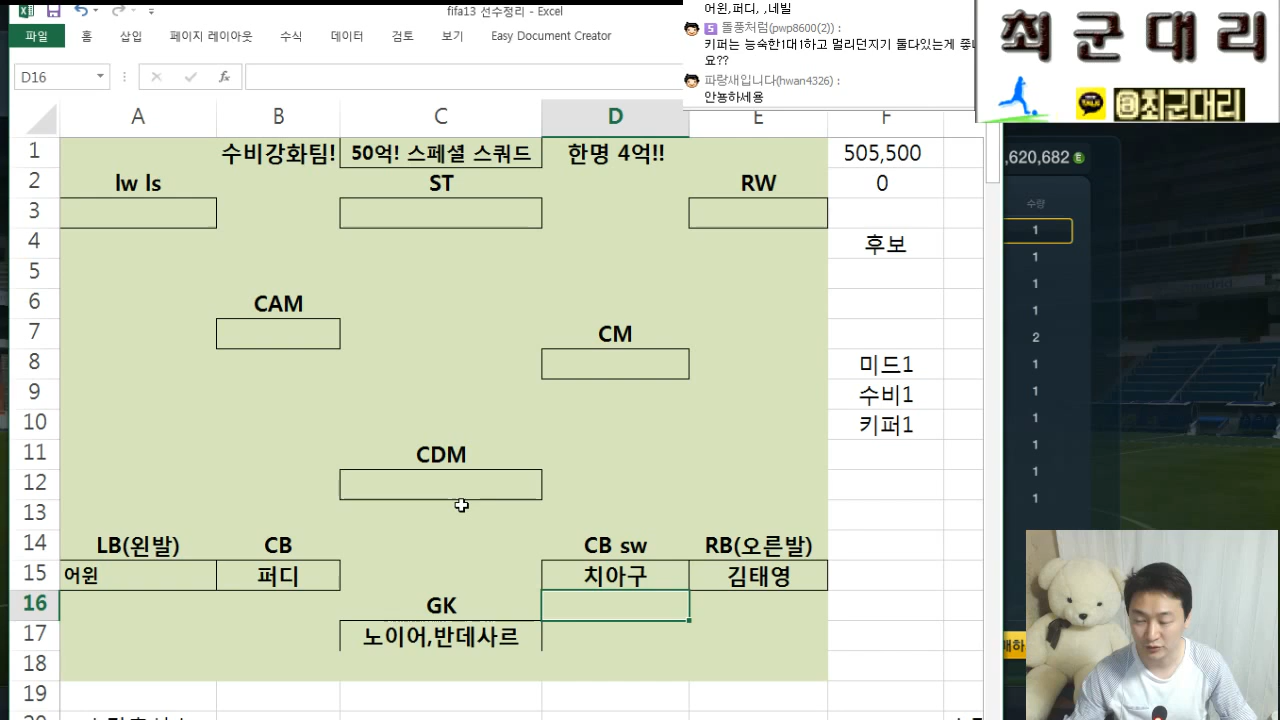 fifa13 선수정리 - Excel
파일 홈 삽입 페이지 레이아웃 수식 데이터 검토 보기 Easy Document Creator
D16
fx
어윈,퍼디, ,네빌
5 돌풍처럼(pwp8600(2)) :
키퍼는 능숙한1대1하고 멀리던지기 둘다있는게 좋
요??
파랑새입니다(hwan4326) :
안뇽하세용
최 군 대 리
TALK @최군대리
A B C D E F
1 수비강화팀! 50억! 스페셜 스쿼드 한명 4억!! 505,500
2 lw ls ST RW 0
3
4 후보
5
6 CAM
7 CM
8 미드1
9 수비1
10 키퍼1
11 CDM
12
13
14 LB(왼발) CB CB sw RB(오른발)
15 어윈 퍼디 치아구 김태영
16 GK
17 노이어,반데사르
18
19
,620,682 E
수량
1
1
1
1
2
1
1
1
1
1
1
매하